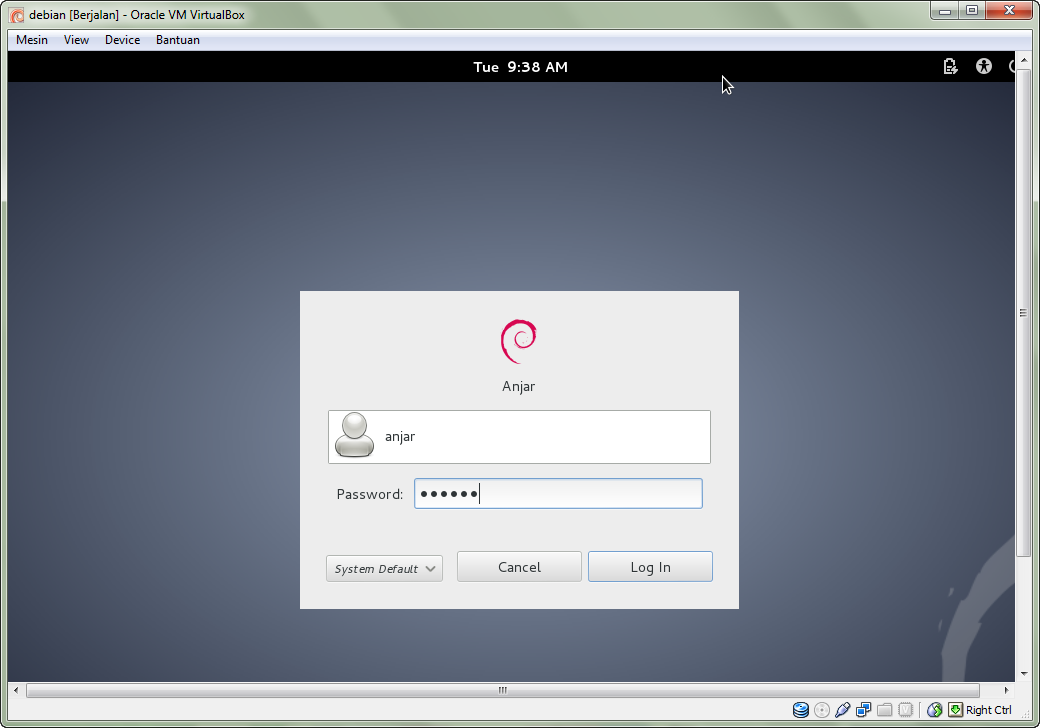 debian [Berjalan] - Oracle VM VirtualBox
Mesin View Device Bantuan
Tue 9:38 AM
Anjar
anjar
Password: ••••••
System Default Cancel Log In
Right Ctrl